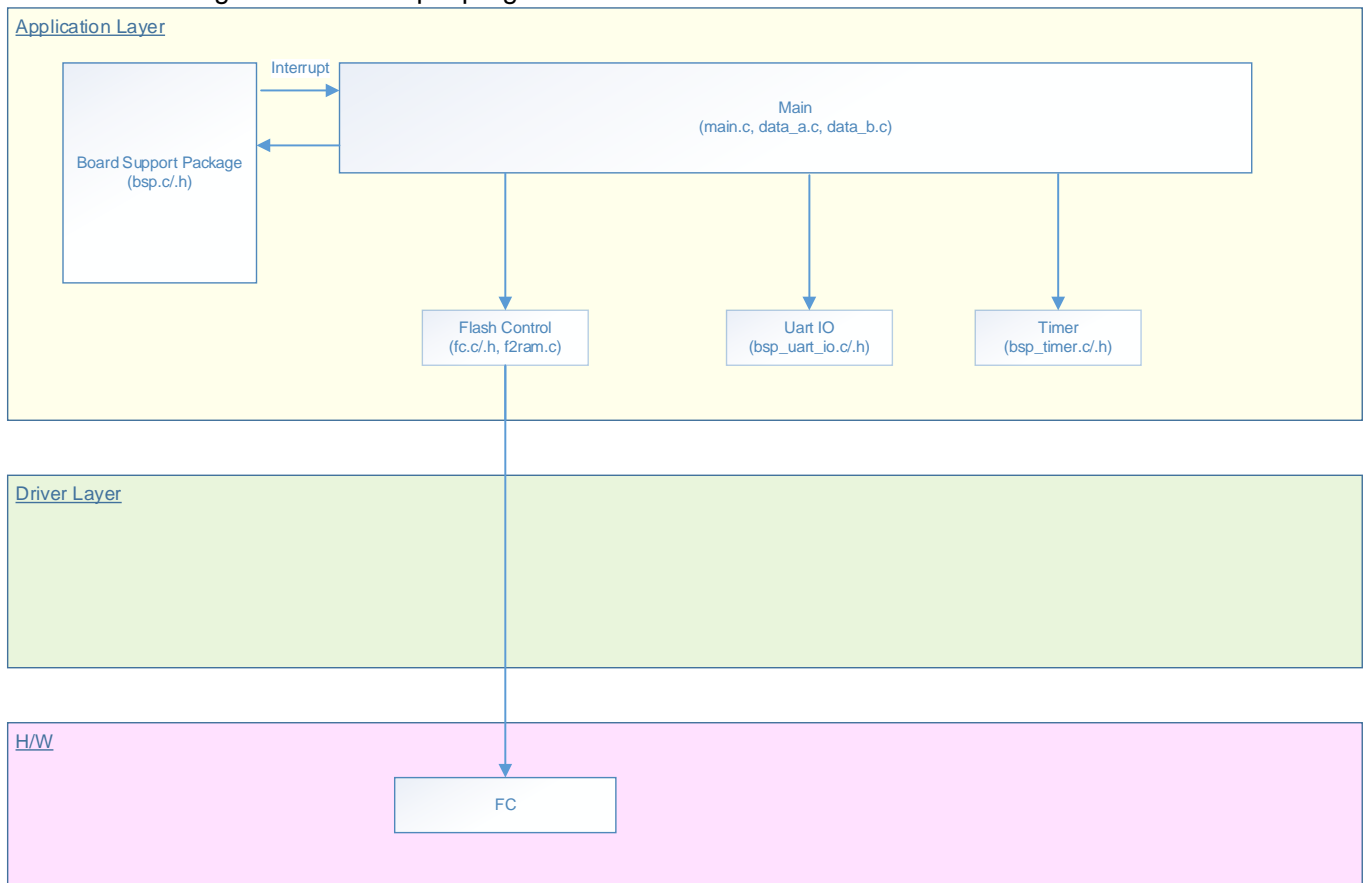 Application Layer
Interrupt
Main
(main.c, data_a.c, data_b.c)
Board Support Package
(bsp.c/.h)
Flash Control
(fc.c/.h, f2ram.c)
Uart IO
(bsp_uart_io.c/.h)
Timer
(bsp_timer.c/.h)
Driver Layer
H/W
FC